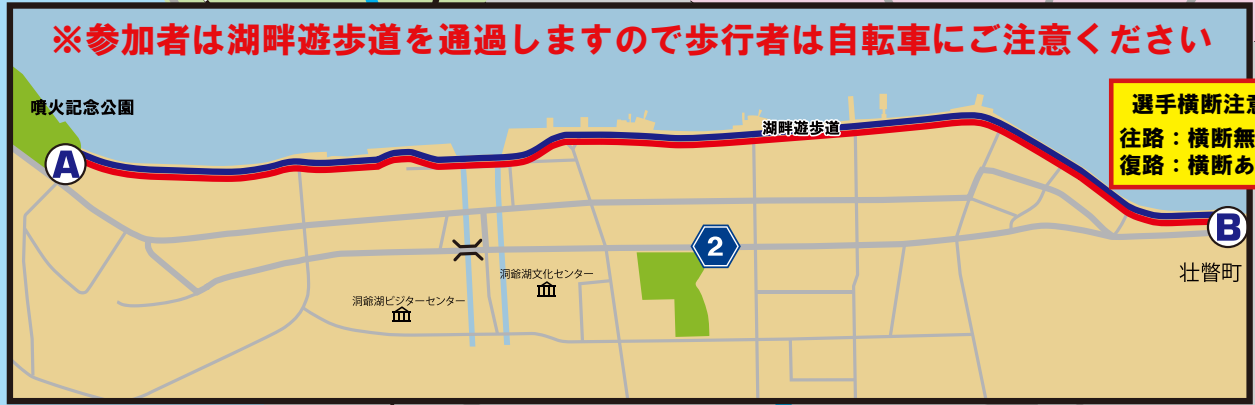 ※参加者は湖畔遊歩道を通過しますので歩行者は自転車にご注意ください
噴火記念公園
選手横断注意
湖畔遊歩道
往路：横断無
復路：横断あ
A
B
2
壮瞥町
洞爺湖文化センター
洞爺湖ビジターセンター